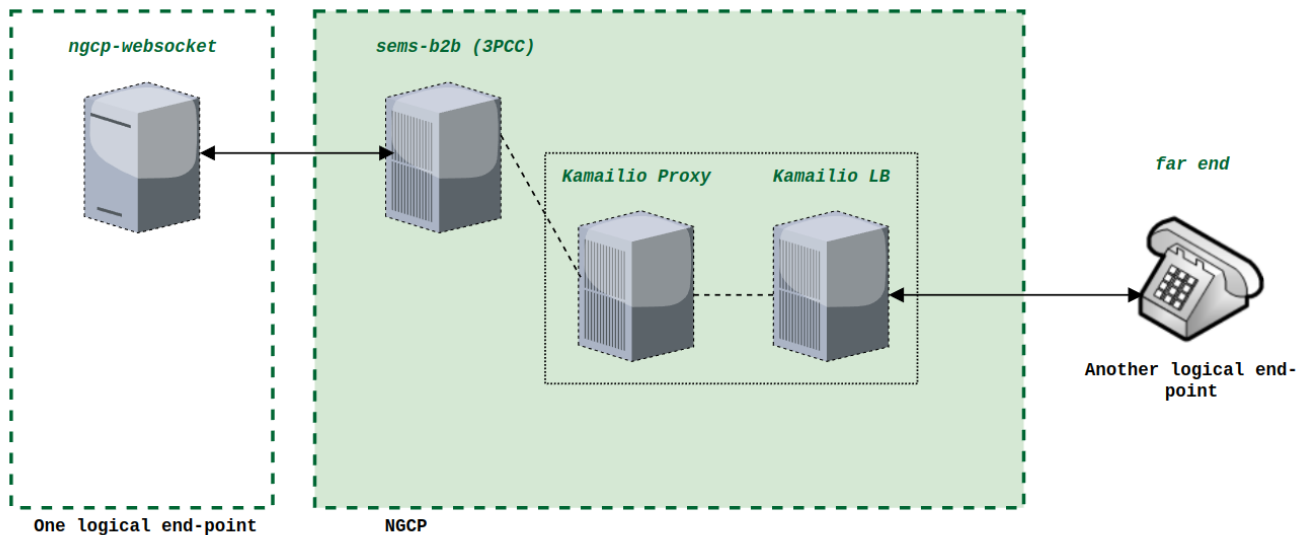 ngcp-websocket
sems-b2b (3PCC)
Kamailio Proxy
Kamailio LB
far end
Another logical end-
point
One logical end-point
NGCP